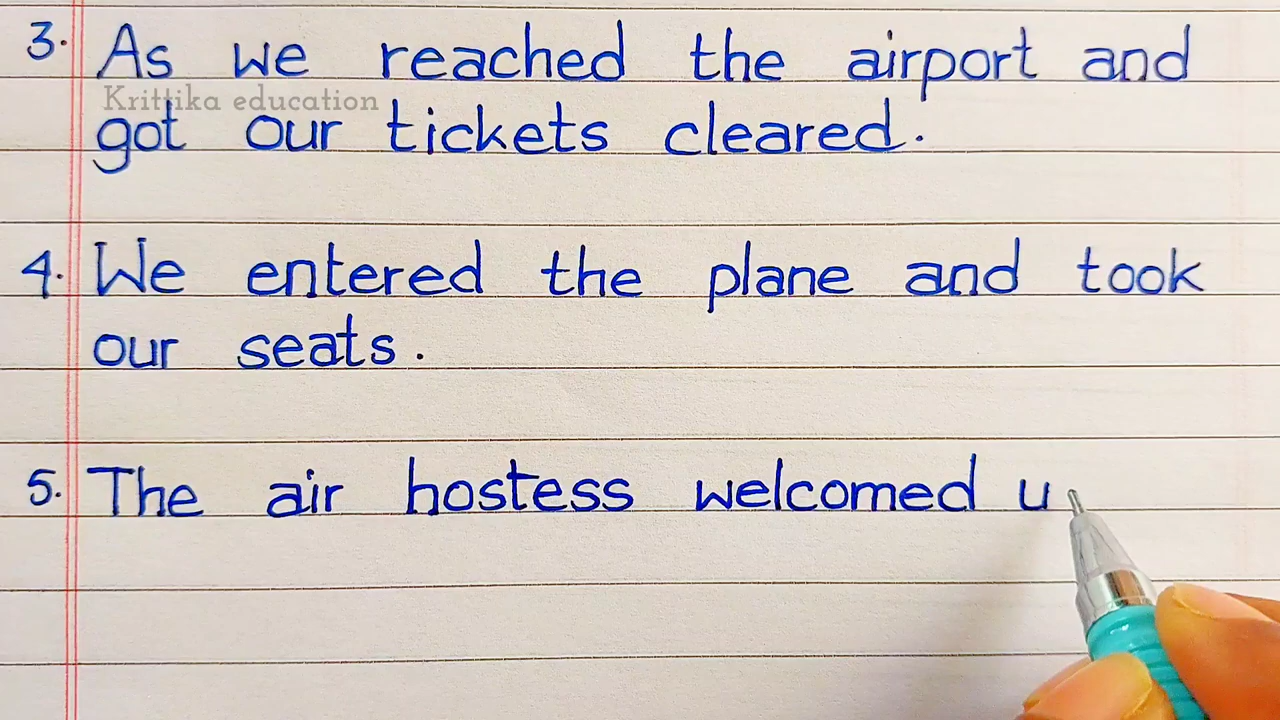 3. As we reached the airport and
Krittika education
got our tickets cleared.
4. We entered the plane and took
our seats.
5. The air hostess welcomed u